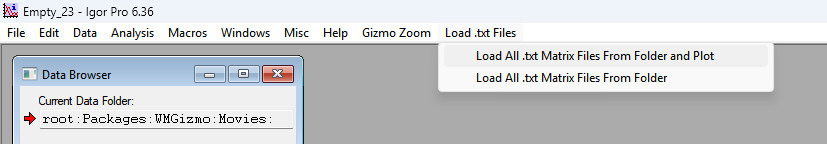 Empty_23 - Igor Pro 6.36
File Edit Data Analysis Macros Windows Misc Help Gizmo Zoom Load .txt Files
Load All .txt Matrix Files From Folder and Plot
Load All .txt Matrix Files From Folder
Data Browser
Current Data Folder:
root:Packages:WMGizmo:Movies: